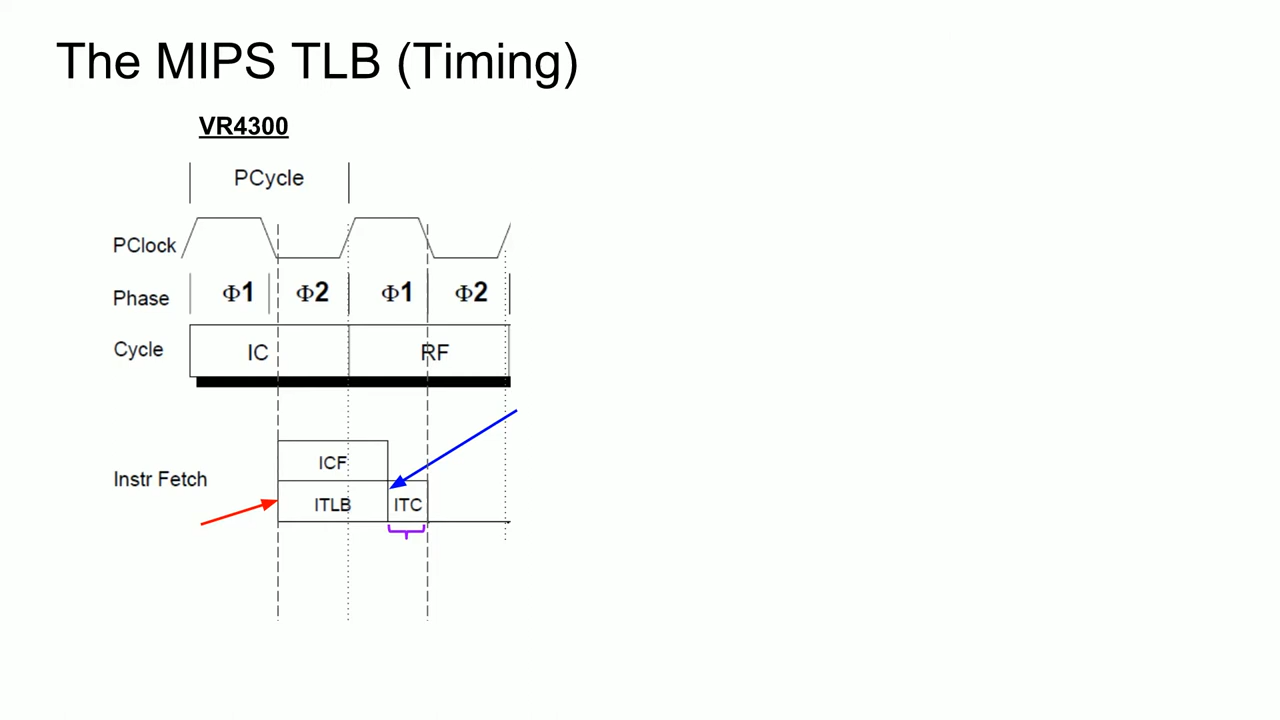 The MIPS TLB (Timing)
VR4300
PCycle
PClock
Phase Φ1 Φ2 Φ1 Φ2
Cycle IC RF
ICF
Instr Fetch
ITLB ITC